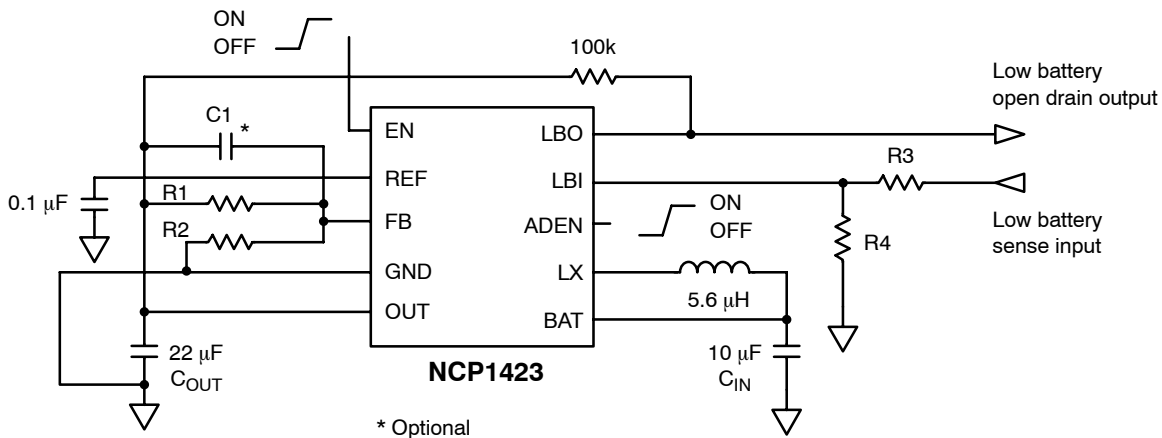 ON
OFF
100k
Low battery
open drain output
C1
*
EN
LBO
R3
REF
LBI
0.1 μF
R1
FB
ADEN
ON
OFF
Low battery
sense input
R2
R4
GND
LX
5.6 μH
OUT
BAT
22 μF
COUT
10 μF
CIN
NCP1423
* Optional